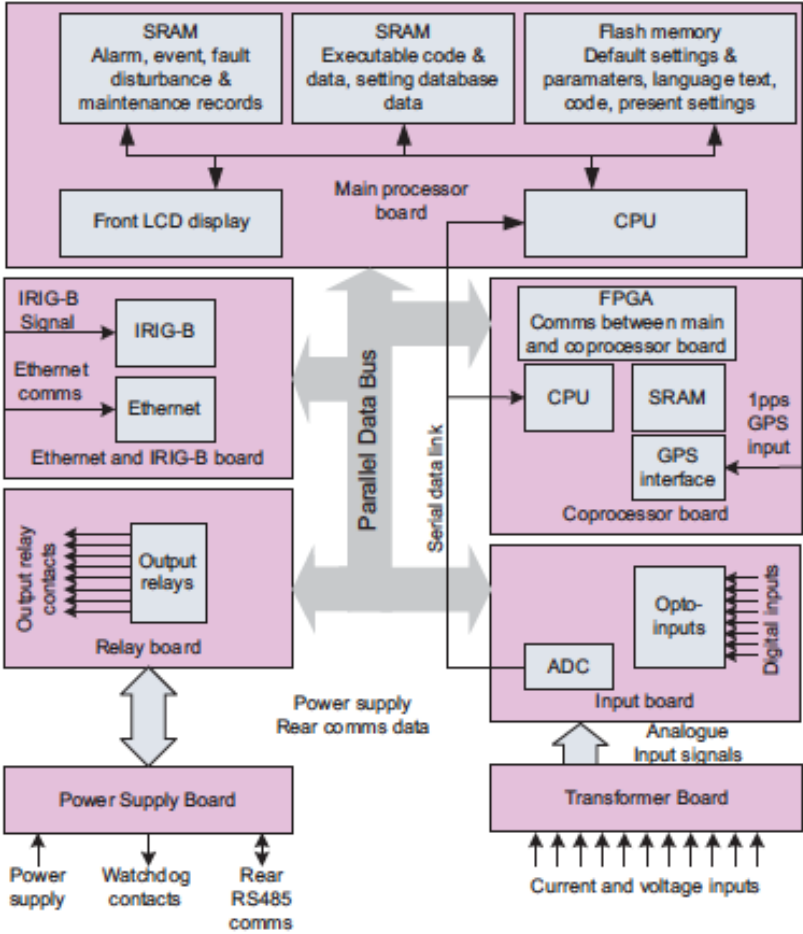 SRAM
Alarm, event, fault
disturbance &
maintenance records
SRAM
Executable code &
data, setting database
data
Flash memory
Default settings &
paramaters, language text,
code, present settings
Main processor
board
Front LCD display
CPU
IRIG-B
Signal
IRIG-B
Ethernet
comms
Ethernet
Ethernet and IRIG-B board
Parallel Data Bus
Serial data link
FPGA
Comms between main
and coprocessor board
CPU
SRAM
GPS
interface
1pps
GPS
input
Coprocessor board
Output relay
contacts
Output
relays
Relay board
Opto-
inputs
Digital inputs
ADC
Input board
Power supply
Rear comms data
Analogue
Input signals
Power Supply Board
Transformer Board
Power
supply
Watchdog
contacts
Rear
RS485
comms
Current and voltage inputs